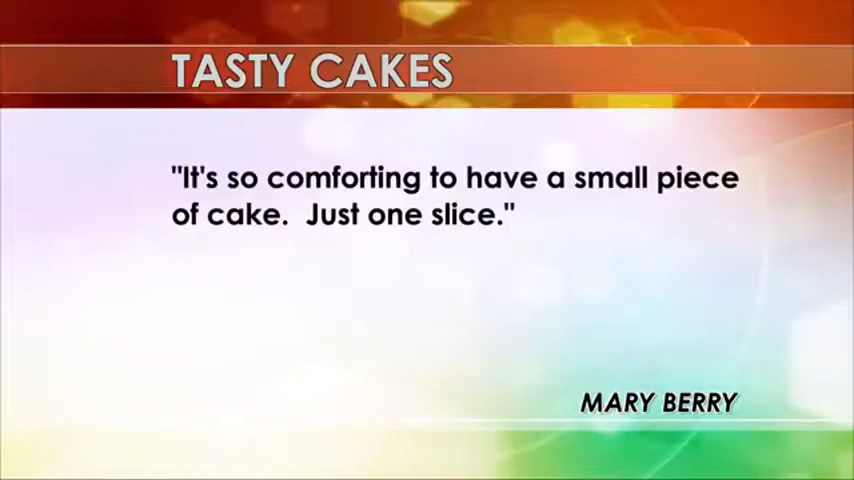 TASTY CAKES
"It's so comforting to have a small piece
of cake.  Just one slice."
MARY BERRY